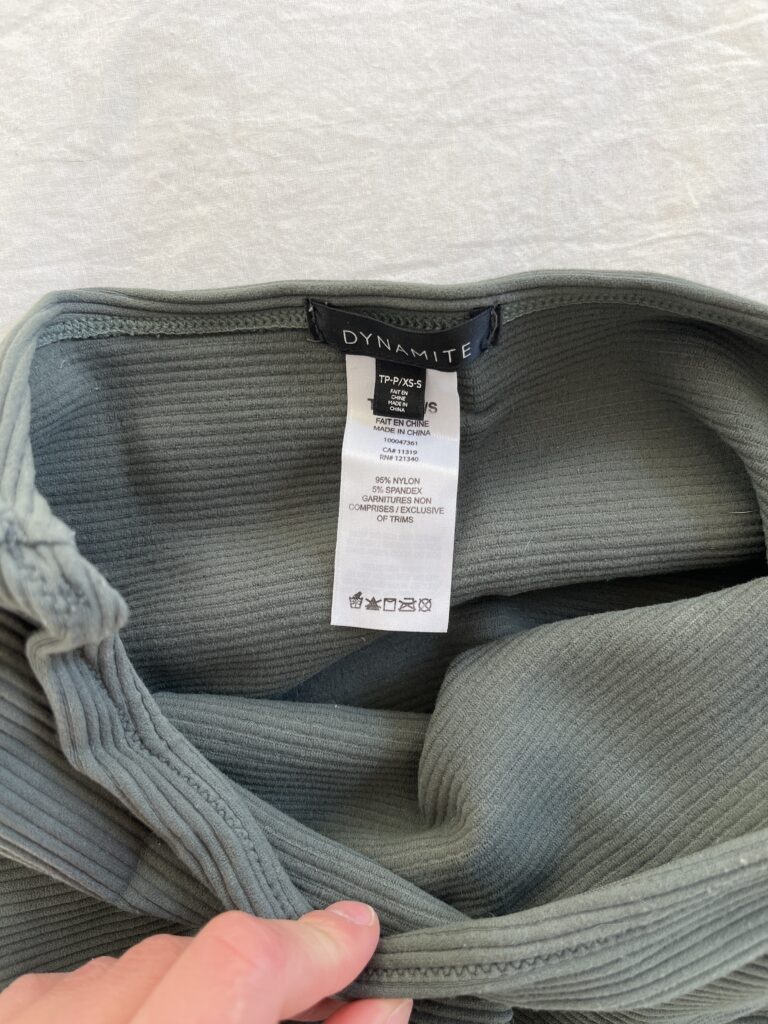 DYNAMITE
TP-P/XS-S
FAIT EN
CHINE
MADE IN
CHINA
FAIT EN CHINE
MADE IN CHINA
100047361
CA# 11319
RN# 121340
95% NYLON
5% SPANDEX
GARNITURES NON
COMPRISES / EXCLUSIVE
OF TRIMS